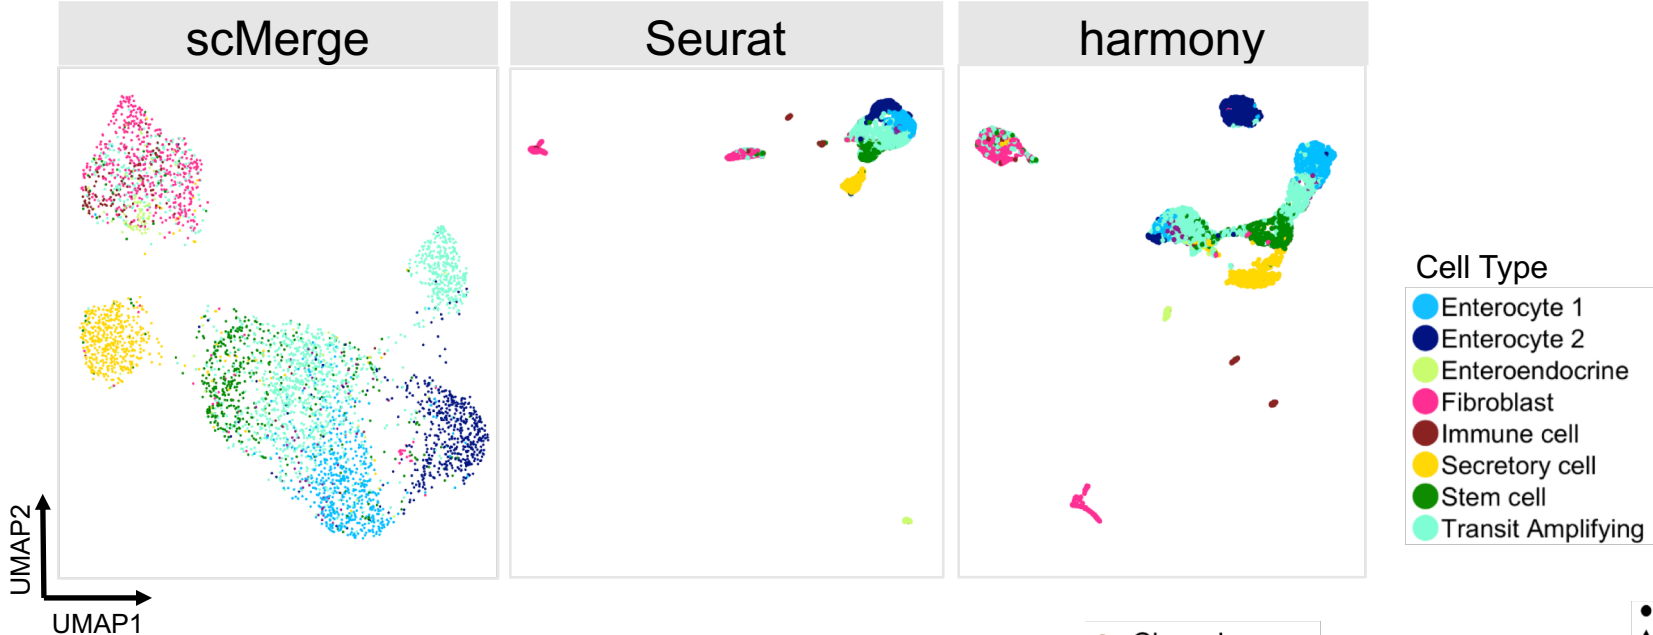 scMerge
Seurat
harmony
Cell Type
Enterocyte 1
Enterocyte 2
Enteroendocrine
Fibroblast
Immune cell
Secretory cell
Stem cell
Transit Amplifying
UMAP2
UMAP1